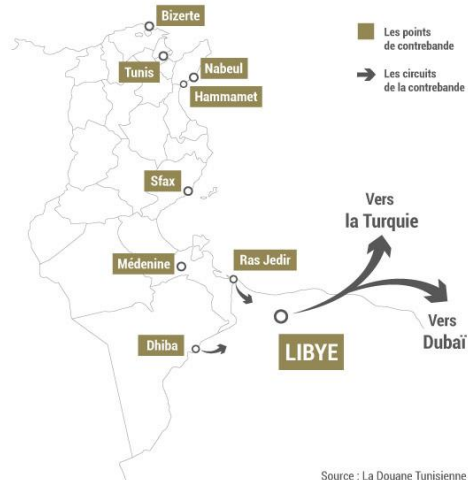 Bizerte
Les points
de contrebande
Tunis
Nabeul
Les circuits
de la contrebande
Hammamet
Sfax
Vers
la Turquie
Médenine
Ras Jedir
Vers
Dubaï
Dhiba
LIBYE
Source : La Douane Tunisienne